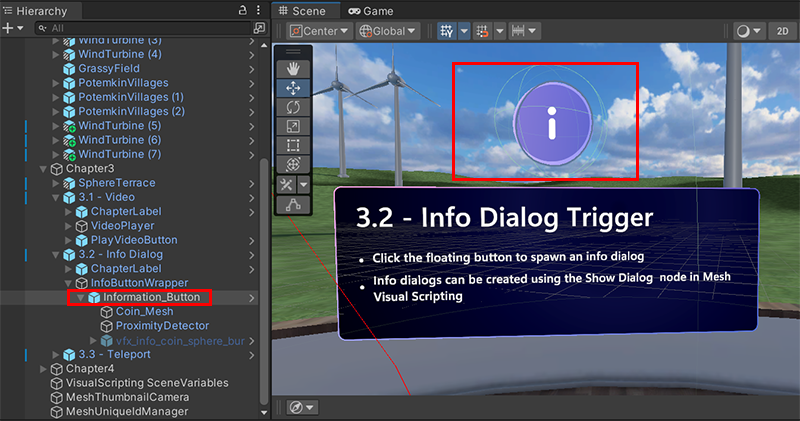 Hierarchy
All
WindTurbine (3)
WindTurbine (4)
GrassyField
PotemkinVillages
PotemkinVillages (1)
PotemkinVillages (2)
WindTurbine (5)
WindTurbine (6)
WindTurbine (7)
Chapter3
SphereTerrace
3.1 - Video
ChapterLabel
VideoPlayer
PlayVideoButton
3.2 - Info Dialog
ChapterLabel
InfoButtonWrapper
Information_Button
Coin_Mesh
ProximityDetector
vfx_info_coin_sphere_bur
3.3 - Teleport
Chapter4
VisualScripting SceneVariables
MeshThumbnailCamera
MeshUniqueIdManager
Scene Game
Center Global 2D
i
3.2 - Info Dialog Trigger
• Click the floating button to spawn an info dialog
• Info dialogs can be created using the Show Dialog node in Mesh
Visual Scripting